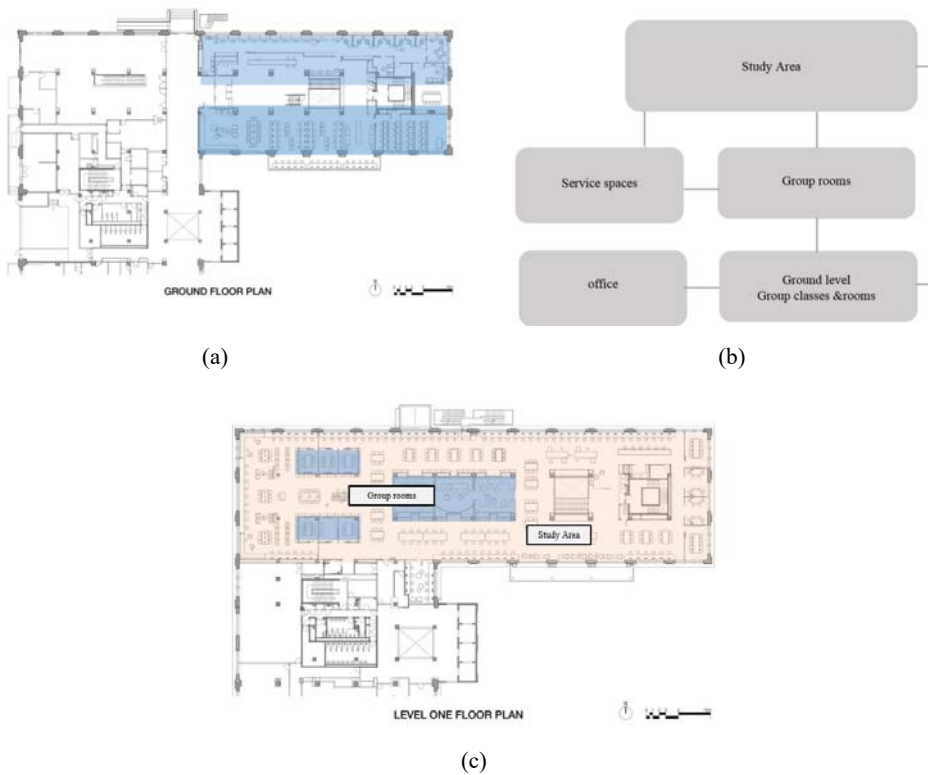 GROUND FLOOR PLAN
N
(a)
Study Area
Service spaces
Group rooms
office
Ground level
Group classes &rooms
(b)
Group rooms
Study Area
LEVEL ONE FLOOR PLAN
N
(c)